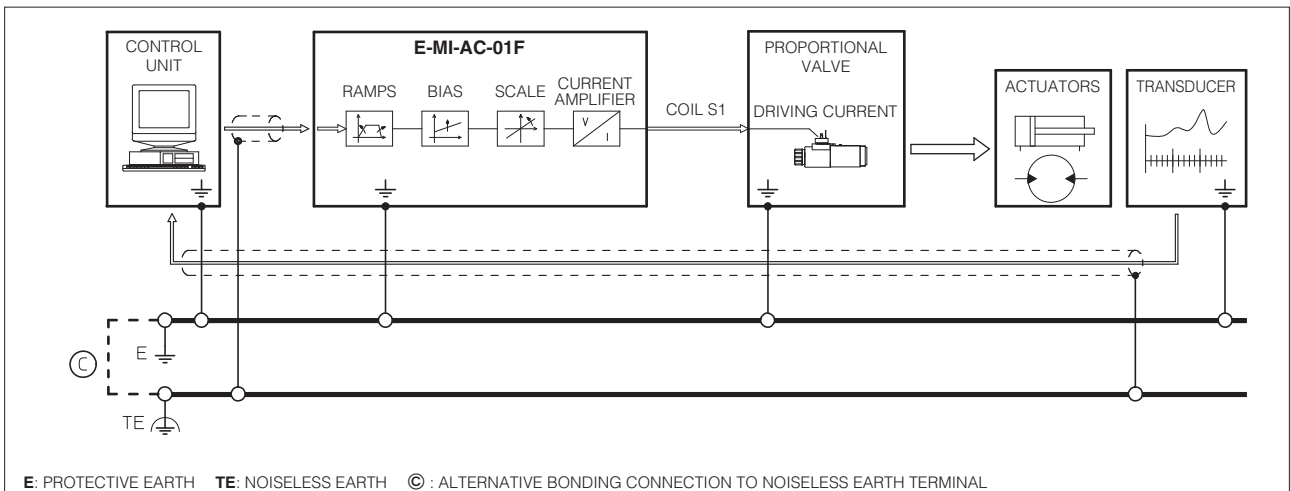 CONTROL
UNIT
E-MI-AC-01F
RAMPS
BIAS
SCALE
CURRENT
AMPLIFIER
V
I
COIL S1
PROPORTIONAL
VALVE
DRIVING CURRENT
ACTUATORS
TRANSDUCER
E
C
TE
E: PROTECTIVE EARTH TE: NOISELESS EARTH © : ALTERNATIVE BONDING CONNECTION TO NOISELESS EARTH TERMINAL